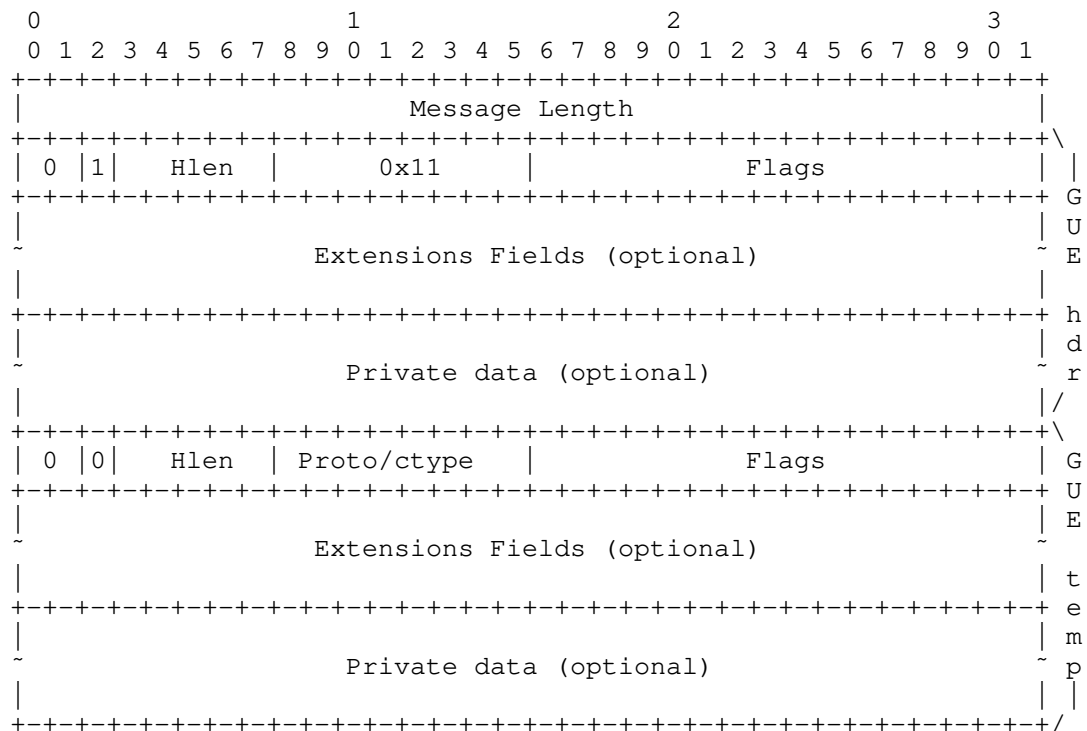 0                   1                   2                   3
 0 1 2 3 4 5 6 7 8 9 0 1 2 3 4 5 6 7 8 9 0 1 2 3 4 5 6 7 8 9 0 1
+-+-+-+-+-+-+-+-+-+-+-+-+-+-+-+-+-+-+-+-+-+-+-+-+-+-+-+-+-+-+-+-+
|                        Message Length                         |
+-+-+-+-+-+-+-+-+-+-+-+-+-+-+-+-+-+-+-+-+-+-+-+-+-+-+-+-+-+-+-+-+\
| 0 |1|   Hlen  |      0x11     |             Flags             | |
+-+-+-+-+-+-+-+-+-+-+-+-+-+-+-+-+-+-+-+-+-+-+-+-+-+-+-+-+-+-+-+-+ G
|                                                               | U
~                  Extensions Fields (optional)                 ~ E
|                                                               |
+-+-+-+-+-+-+-+-+-+-+-+-+-+-+-+-+-+-+-+-+-+-+-+-+-+-+-+-+-+-+-+-+ h
|                                                               | d
~                    Private data (optional)                    ~ r
|                                                               |/
+-+-+-+-+-+-+-+-+-+-+-+-+-+-+-+-+-+-+-+-+-+-+-+-+-+-+-+-+-+-+-+-+\
| 0 |0|   Hlen  | Proto/ctype   |             Flags             | G
+-+-+-+-+-+-+-+-+-+-+-+-+-+-+-+-+-+-+-+-+-+-+-+-+-+-+-+-+-+-+-+-+ U
|                                                               | E
~                  Extensions Fields (optional)                 ~
|                                                               | t
+-+-+-+-+-+-+-+-+-+-+-+-+-+-+-+-+-+-+-+-+-+-+-+-+-+-+-+-+-+-+-+-+ e
|                                                               | m
~                    Private data (optional)                    ~ p
|                                                               | |
+-+-+-+-+-+-+-+-+-+-+-+-+-+-+-+-+-+-+-+-+-+-+-+-+-+-+-+-+-+-+-+-+/